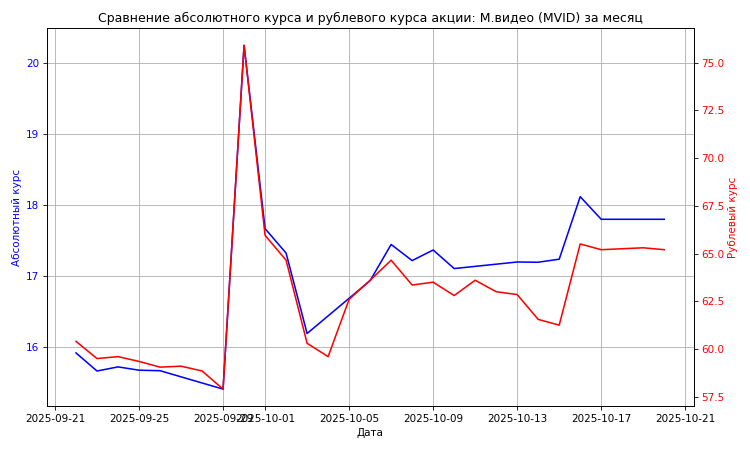 Сравнение абсолютного курса и рублевого курса акции: М.видео (MVID) за месяц
Абсолютный курс
20
19
18
17
16
75.0
72.5
70.0
67.5
65.0
62.5
60.0
57.5
Рублевый курс
2025-09-21 2025-09-25 2025-09-29 2025-10-01 2025-10-05 2025-10-09 2025-10-13 2025-10-17 2025-10-21
Дата